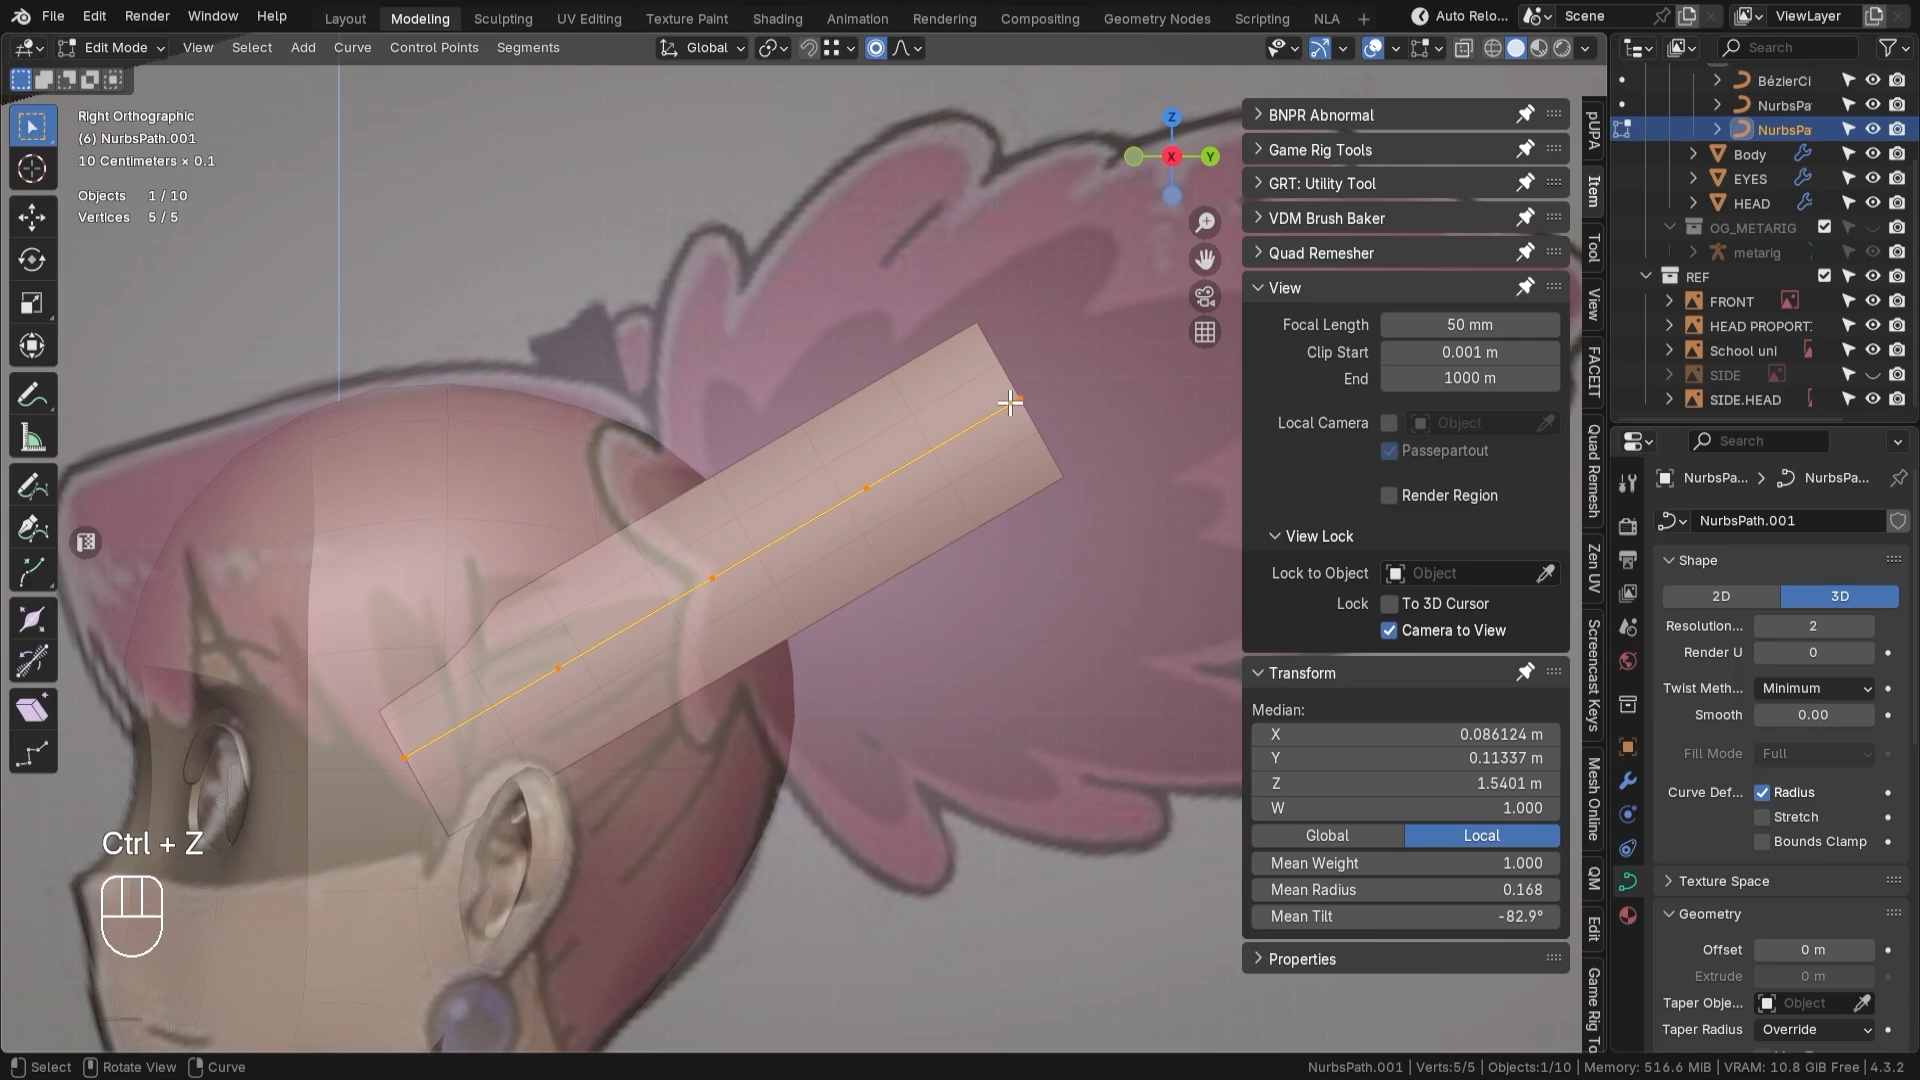 File Edit Render Window Help
Layout Modeling Sculpting UV Editing Texture Paint Shading Animation Rendering Compositing Geometry Nodes Scripting NLA
Auto Relo... Scene ViewLayer
Edit Mode View Select Add Curve Control Points Segments
Global
Search
Right Orthographic
(6) NurbsPath.001
10 Centimeters × 0.1
Objects 1 / 10
Vertices 5 / 5
Z
X
Y
BNPR Abnormal
Game Rig Tools
GRT: Utility Tool
VDM Brush Baker
Quad Remesher
View
Focal Length 50 mm
Clip Start 0.001 m
End 1000 m
Local Camera Object
Passepartout
Render Region
View Lock
Lock to Object Object
Lock To 3D Cursor
Camera to View
Transform
Median:
X 0.086124 m
Y 0.11337 m
Z 1.5401 m
W 1.000
Global Local
Mean Weight 1.000
Mean Radius 0.168
Mean Tilt -82.9°
Properties
pUPA
Item
Tool
View
FACEIT
Quad Remesh
Zen UV
Screencast Keys
Mesh Online
QM
Edit
Game Rig To
BézierCi
NurbsPa
NurbsPa
Body
EYES
HEAD
OG_METARIG
metarig
REF
FRONT
HEAD PROPORT
School uni
SIDE
SIDE.HEAD
Search
NurbsPa... NurbsPa...
NurbsPath.001
Shape
2D 3D
Resolution... 2
Render U 0
Twist Meth... Minimum
Smooth 0.00
Fill Mode Full
Curve Def... Radius
Stretch
Bounds Clamp
Texture Space
Geometry
Offset 0 m
Extrude 0 m
Taper Obje... Object
Taper Radius Override
Ctrl + Z
Select Rotate View Curve
NurbsPath.001 | Verts:5/5 | Objects:1/10 | Memory: 516.6 MiB | VRAM: 10.8 GiB Free | 4.3.2